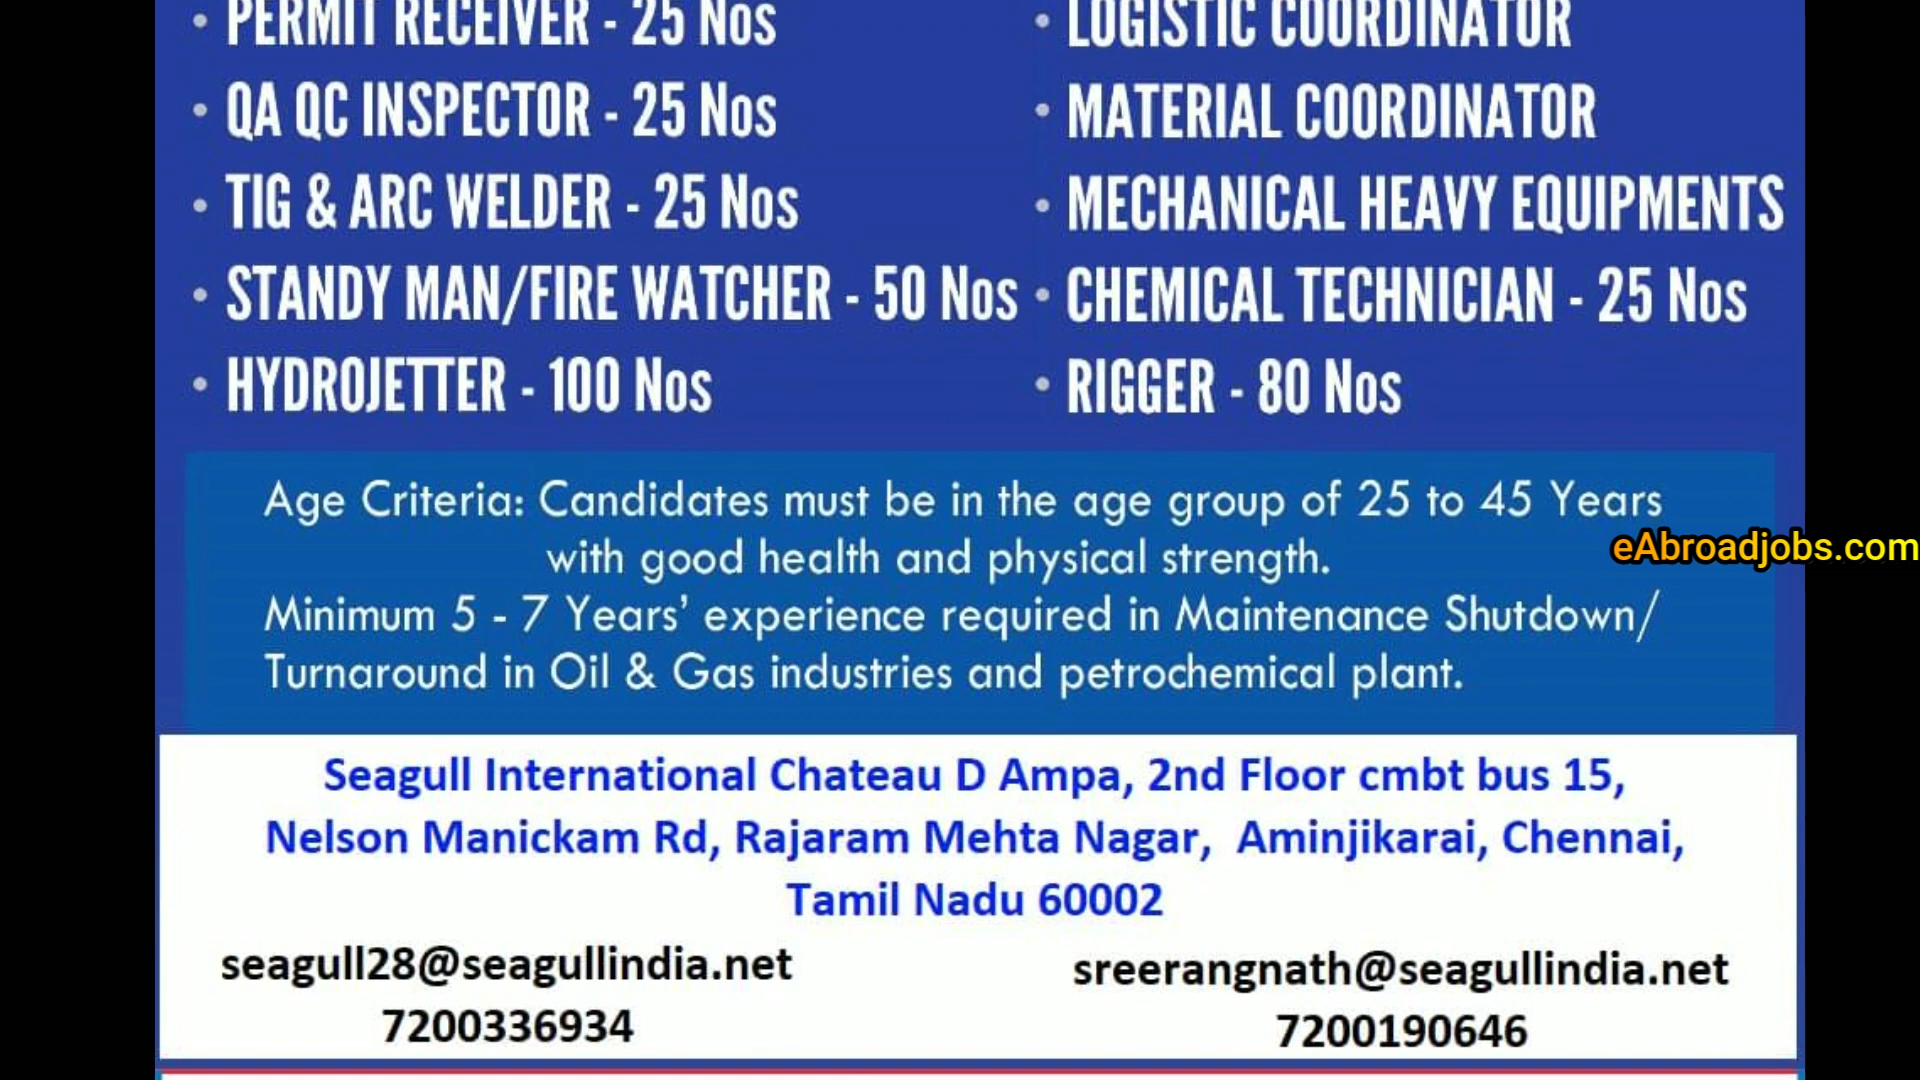 • PERMIT RECEIVER - 25 Nos
• QA QC INSPECTOR - 25 Nos
• TIG & ARC WELDER - 25 Nos
• STANDY MAN/FIRE WATCHER - 50 Nos
• HYDROJETTER - 100 Nos
• LOGISTIC COORDINATOR
• MATERIAL COORDINATOR
• MECHANICAL HEAVY EQUIPMENTS
• CHEMICAL TECHNICIAN - 25 Nos
• RIGGER - 80 Nos
Age Criteria: Candidates must be in the age group of 25 to 45 Years
with good health and physical strength.
eAbroadjobs.com
Minimum 5 - 7 Years’ experience required in Maintenance Shutdown/
Turnaround in Oil & Gas industries and petrochemical plant.
Seagull International Chateau D Ampa, 2nd Floor cmbt bus 15,
Nelson Manickam Rd, Rajaram Mehta Nagar, Aminjikarai, Chennai,
Tamil Nadu 60002
seagull28@seagullindia.net
7200336934
sreerangnath@seagullindia.net
7200190646